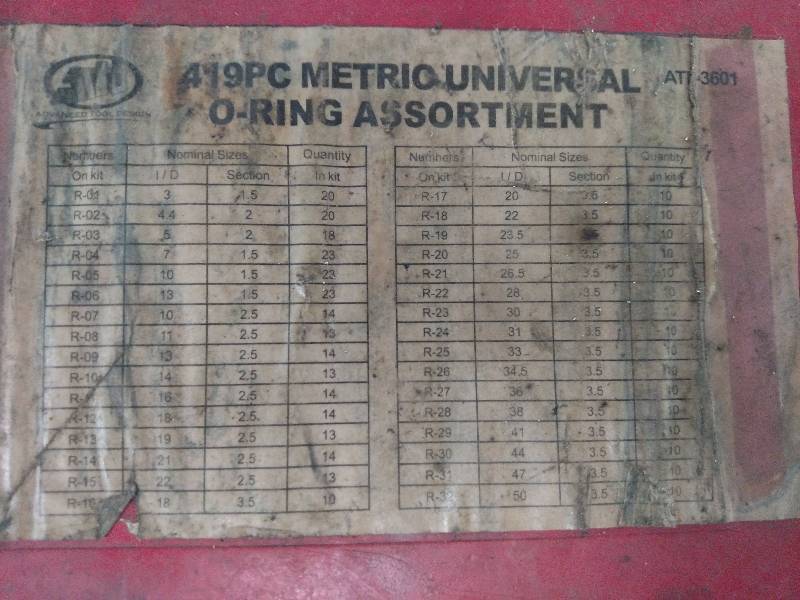 419PC METRIC UNIVERSAL
O-RING ASSORTMENT
ADVANCED TOOL DESIGN
Numbers Nominal Sizes Quantity
On kit I / D Section In kit
R-01 3 1.5 20
R-02 4.4 2 20
R-03 5 2 18
R-04 7 1.5 23
R-05 10 1.5 23
R-06 13 1.5 23
R-07 10 2.5 14
R-08 11 2.5 13
R-09 13 2.5 14
R-10 14 2.5 13
16 2.5 14
R-12 18 2.5 14
R-13 19 2.5 13
R-14 21 2.5 14
R-15 22 2.5 13
R-16 18 3.5 10
Numbers Nominal Sizes Quantity
On kit I / D Section In kit
R-17 20 10
R-18 22 3.5 10
R-19 23.5 10
R-20 25 3.5 10
R-21 26.5 3.5 10
R-22 28 3.5 10
R-23 30 3.5 10
R-24 31 3.5 10
R-25 33 3.5 10
R-26 34.5 3.5 10
R-27 36 3.5 10
R-28 38 3.5 10
R-29 41 3.5 10
R-30 44 3.5 10
R-31 47 3.5 10
R-32 50 3.5 10